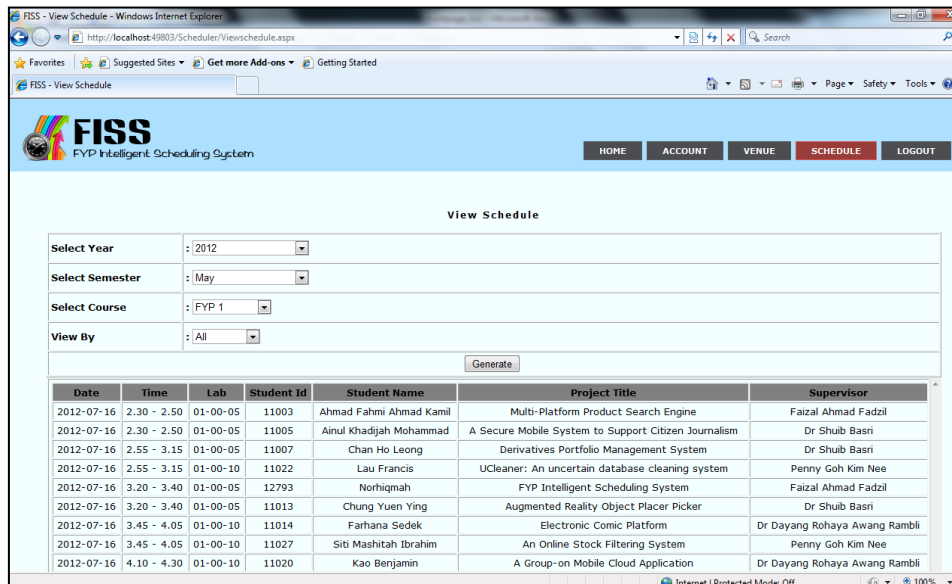 FISS - View Schedule - Windows Internet Explorer
http://localhost:49803/Scheduler/Viewschedule.aspx
Search
Favorites Suggested Sites Get more Add-ons Getting Started
FISS - View Schedule
Page Safety Tools
FISS
FYP Intelligent Scheduling System
HOME ACCOUNT VENUE SCHEDULE LOGOUT
View Schedule
Select Year : 2012
Select Semester : May
Select Course : FYP 1
View By : All
Generate
Date Time Lab Student Id Student Name Project Title Supervisor
2012-07-16 2.30 - 2.50 01-00-05 11003 Ahmad Fahmi Ahmad Kamil Multi-Platform Product Search Engine Faizal Ahmad Fadzil
2012-07-16 2.30 - 2.50 01-00-05 11005 Ainul Khadijah Mohammad A Secure Mobile System to Support Citizen Journalism Dr Shuib Basri
2012-07-16 2.55 - 3.15 01-00-05 11007 Chan Ho Leong Derivatives Portfolio Management System Dr Shuib Basri
2012-07-16 2.55 - 3.15 01-00-10 11022 Lau Francis UCleaner: An uncertain database cleaning system Penny Goh Kim Nee
2012-07-16 3.20 - 3.40 01-00-05 12793 Norhiqmah FYP Intelligent Scheduling System Faizal Ahmad Fadzil
2012-07-16 3.20 - 3.40 01-00-05 11013 Chung Yuen Ying Augmented Reality Object Placer Picker Dr Shuib Basri
2012-07-16 3.45 - 4.05 01-00-10 11014 Farhana Sedek Electronic Comic Platform Dr Dayang Rohaya Awang Rambli
2012-07-16 3.45 - 4.05 01-00-10 11027 Siti Mashitah Ibrahim An Online Stock Filtering System Penny Goh Kim Nee
2012-07-16 4.10 - 4.30 01-00-10 11020 Kao Benjamin A Group-on Mobile Cloud Application Dr Dayang Rohaya Awang Rambli
Internet | Protected Mode: Off 100%